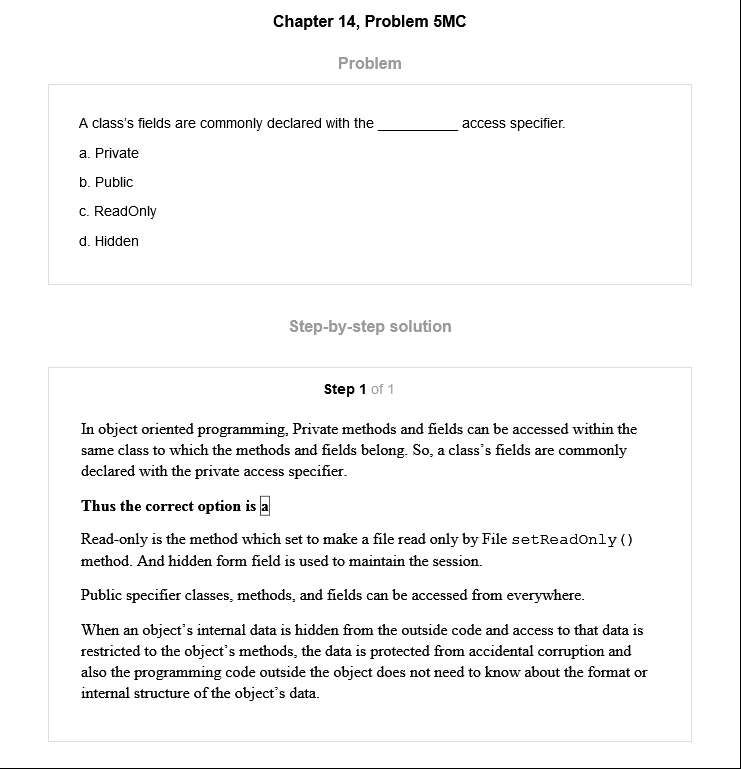 Chapter 14, Problem 5MC
Problem
A class's fields are commonly declared with the __________ access specifier.
a. Private
b. Public
c. ReadOnly
d. Hidden
Step-by-step solution
Step 1 of 1
In object oriented programming, Private methods and fields can be accessed within the
same class to which the methods and fields belong. So, a class's fields are commonly
declared with the private access specifier.
Thus the correct option is a
Read-only is the method which set to make a file read only by File setReadOnly()
method. And hidden form field is used to maintain the session.
Public specifier classes, methods, and fields can be accessed from everywhere.
When an object's internal data is hidden from the outside code and access to that data is
restricted to the object's methods, the data is protected from accidental corruption and
also the programming code outside the object does not need to know about the format or
internal structure of the object's data.